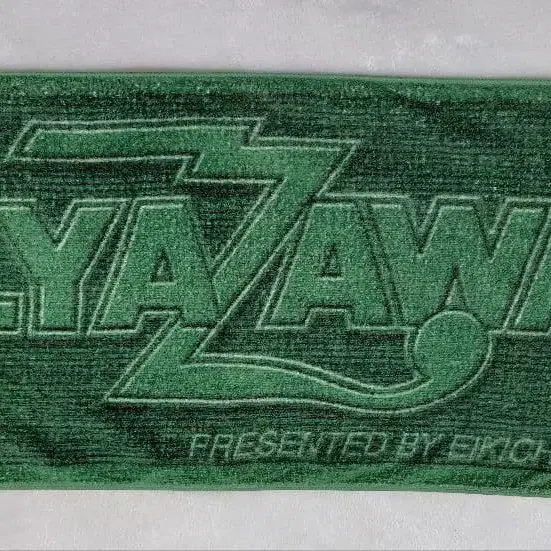 .YAZAW
PRESENTED BY EIKICH